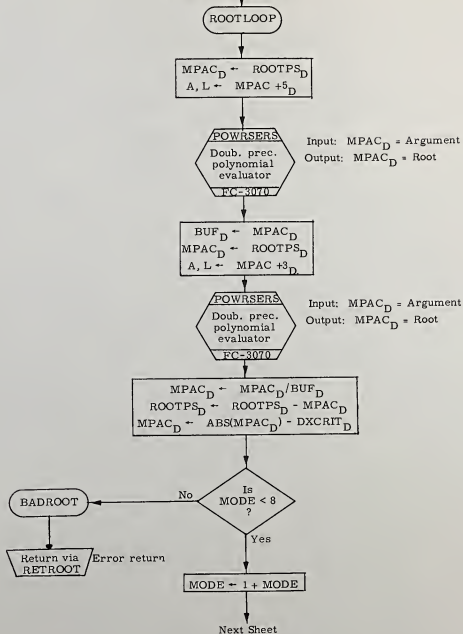 ROOTLOOP
MPAC_D ← ROOTPS_D
A, L ← MPAC +5_D
POWRSERS
Doub. prec.
polynomial
evaluator
FC-3070
Input: MPAC_D = Argument
Output: MPAC_D = Root
BUF_D ← MPAC_D
MPAC_D ← ROOTPS_D
A, L ← MPAC +3_D
POWRSERS
Doub. prec.
polynomial
evaluator
FC-3070
Input: MPAC_D = Argument
Output: MPAC_D = Root
MPAC_D ← MPAC_D/BUF_D
ROOTPS_D ← ROOTPS_D - MPAC_D
MPAC_D ← ABS(MPAC_D) - DXCRIT_D
Is
MODE < 8
?
No
BADROOT
Return via
RETROOT
Error return
Yes
MODE ← 1 + MODE
Next Sheet